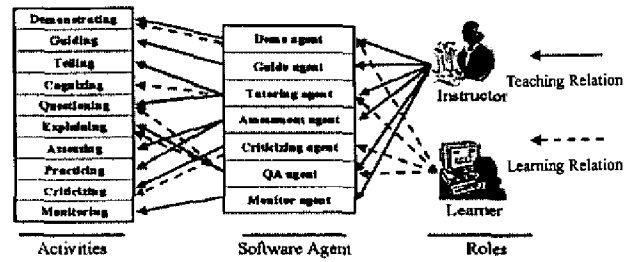 Demonstrating
Guiding
Telling
Cognizing
Questioning
Explaining
Assessing
Practicing
Criticizing
Monitoring
Activities
Demo agent
Guide agent
Tutoring agent
Assessment agent
Criticizing agent
QA agent
Monitor agent
Software Agent
Instructor
Learner
Roles
Teaching Relation
Learning Relation